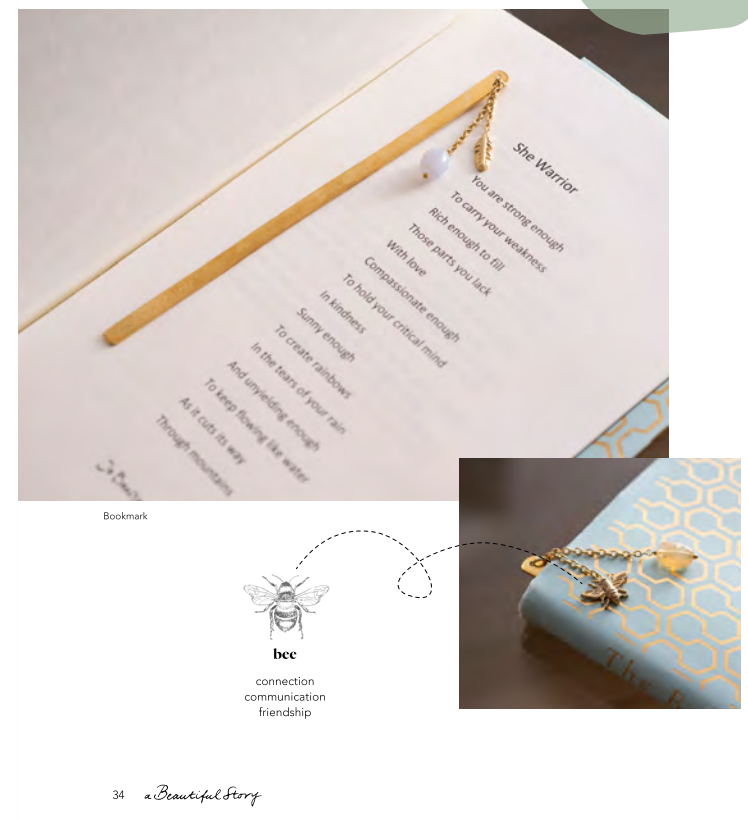 She Warrior
You are strong enough
To carry your weakness
Rich enough to fill
Those parts you lack
With love
Compassionate enough
To hold your critical mind
In kindness
Sunny enough
To create rainbows
In the tears of your rain
And unyielding enough
To keep flowing like water
As it cuts its way
Through mountains
Bookmark
The
bee
connection
communication
friendship
34 a Beautiful Story